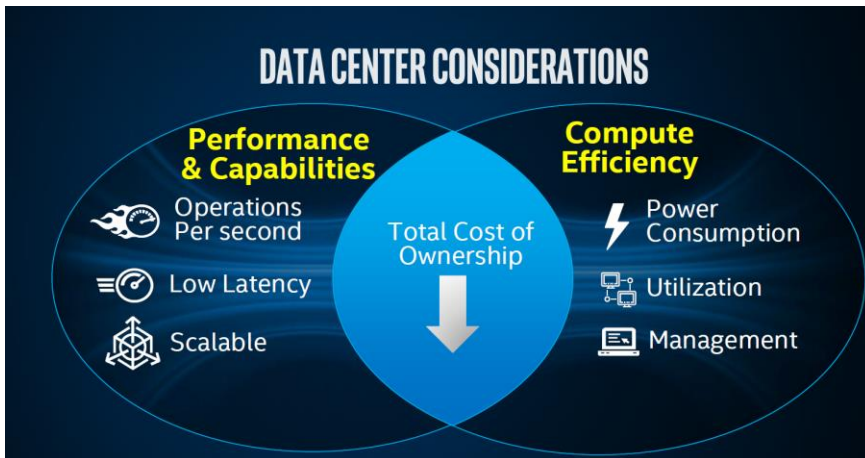 DATA CENTER CONSIDERATIONS
Performance
& Capabilities
Operations
Per second
Low Latency
Scalable
Total Cost of
Ownership
Compute
Efficiency
Power
Consumption
Utilization
Management